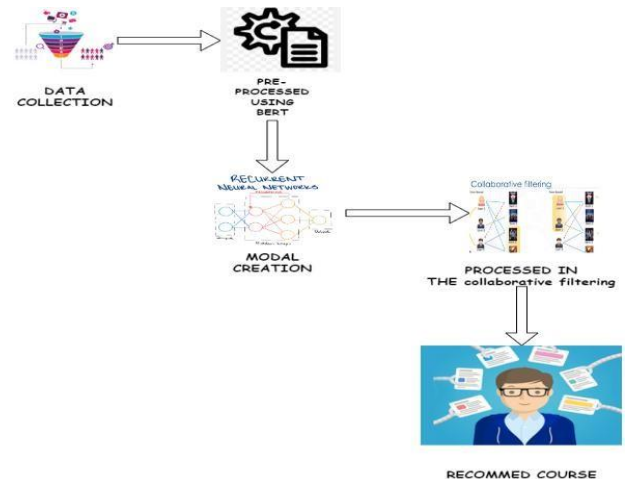 DATA
COLLECTION
PRE-
PROCESSED
USING
BERT
RECURRENT
NEURAL NETWORKS
MODAL
CREATION
Collaborative filtering
PROCESSED IN
THE collaborative filtering
RECOMMED COURSE